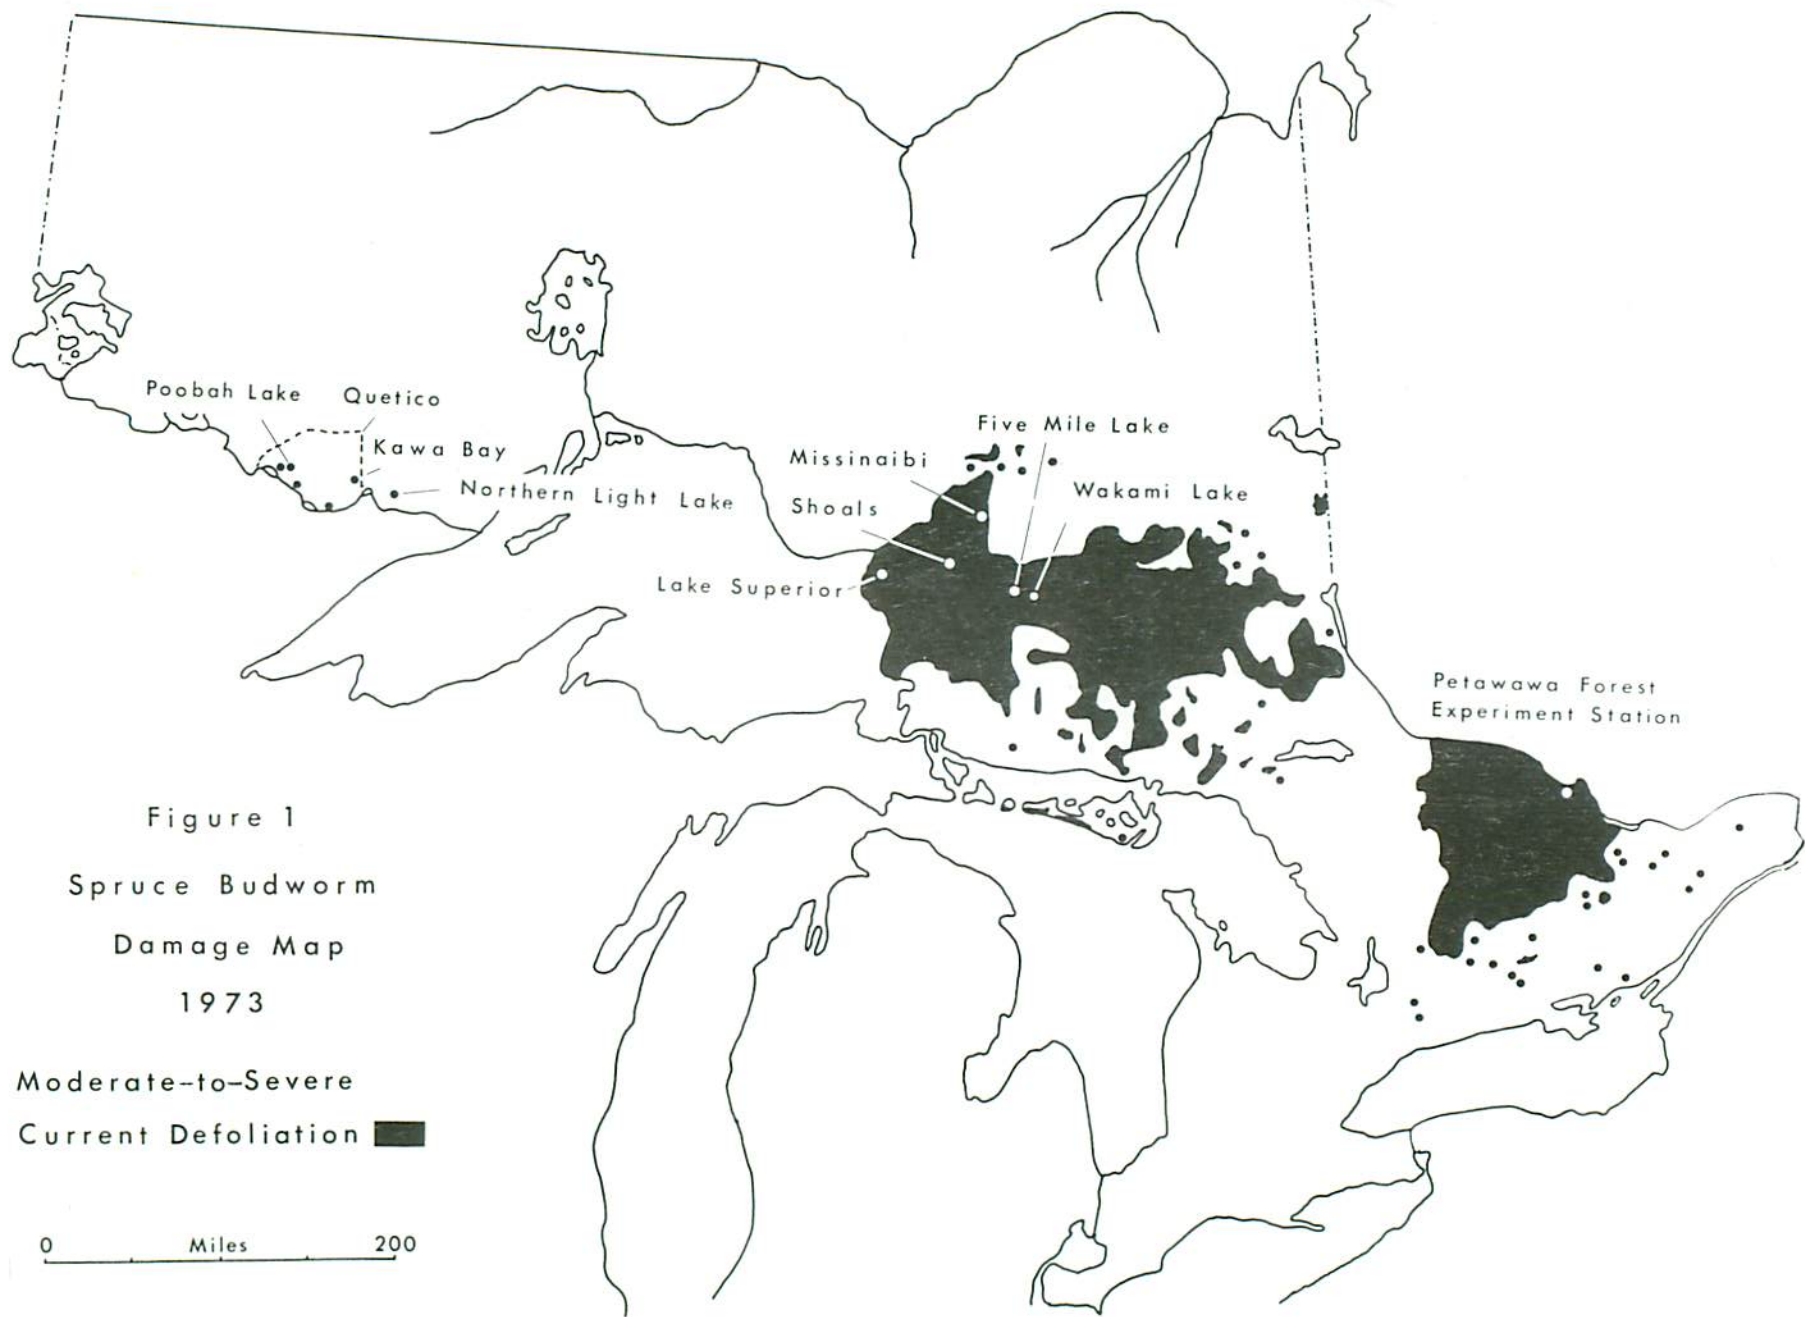 Poobah Lake
Quetico
Kawa Bay
Northern Light Lake
Five Mile Lake
Missinaibi
Wakami Lake
Shoals
Lake Superior
Petawawa Forest
Experiment Station
Figure 1
Spruce Budworm
Damage Map
1973
Moderate-to-Severe
Current Defoliation
0 Miles 200